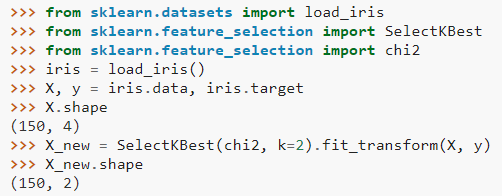 >>> from sklearn.datasets import load_iris
>>> from sklearn.feature_selection import SelectKBest
>>> from sklearn.feature_selection import chi2
>>> iris = load_iris()
>>> X, y = iris.data, iris.target
>>> X.shape
(150, 4)
>>> X_new = SelectKBest(chi2, k=2).fit_transform(X, y)
>>> X_new.shape
(150, 2)